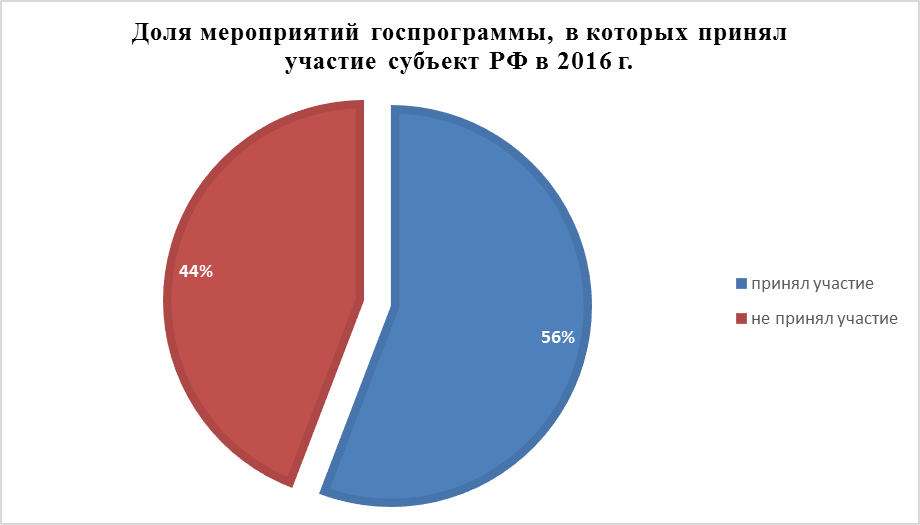 Доля мероприятий госпрограммы, в которых принял
участие субъект РФ в 2016 г.
44%
56%
принял участие
не принял участие